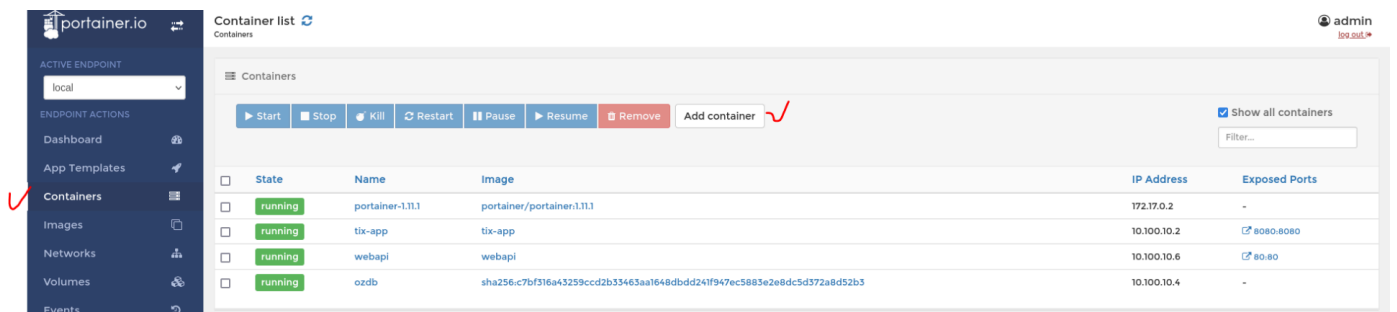 portainer.io
Container list
Containers
admin
log out
ACTIVE ENDPOINT
local
ENDPOINT ACTIONS
Dashboard
App Templates
Containers
Images
Networks
Volumes
Events
Containers
Start Stop Kill Restart Pause Resume Remove Add container
Show all containers
Filter...
State Name Image IP Address Exposed Ports
running portainer-1.11.1 portainer/portainer:1.11.1 172.17.0.2 -
running tix-app tix-app 10.100.10.2 8080:8080
running webapi webapi 10.100.10.6 80:80
running ozdb sha256:c7bf316a43259ccd2b33463aa1648dbdd241f947ec5883e2e8dc5d372a8d52b3 10.100.10.4 -